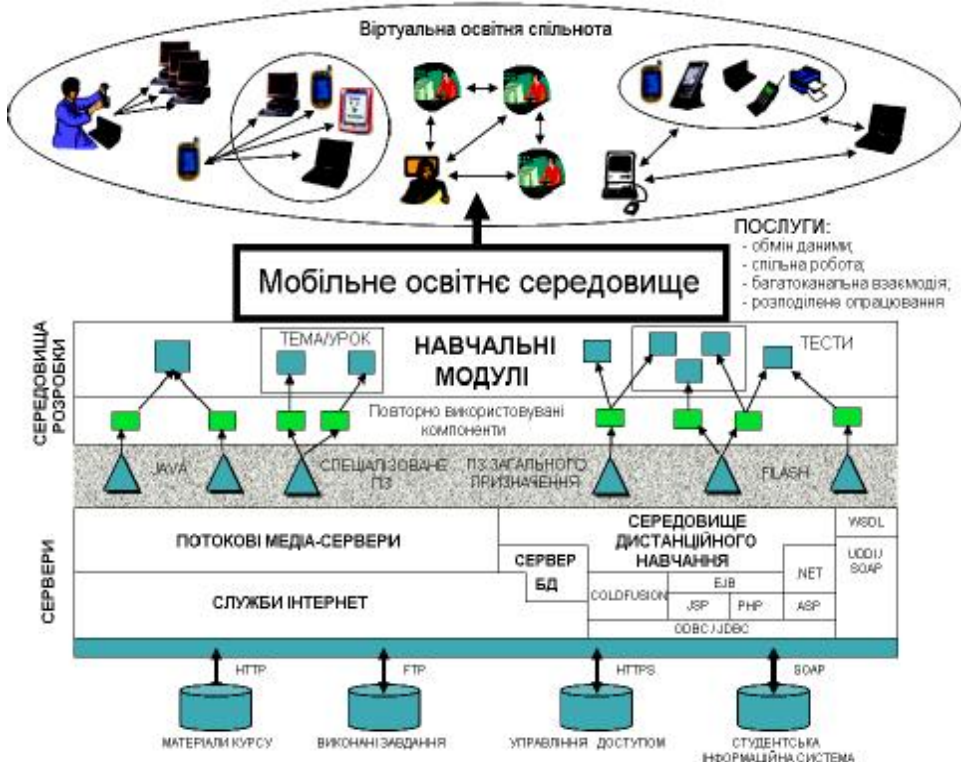 Віртуальна освітня спільнота
ПОСЛУГИ:
- обмін даними;
- спільна робота;
- багатоканальна взаємодія;
- розподілене опрацювання
Мобільне освітнє середовище
СЕРЕДОВИЩА
РОЗРОБКИ
ТЕМА/УРОК
НАВЧАЛЬНІ
МОДУЛІ
ТЕСТИ
Повторно використовувані
компоненти
JAVA
СПЕЦІАЛІЗОВАНЕ
ПЗ
ПЗ ЗАГАЛЬНОГО
ПРИЗНАЧЕННЯ
FLASH
СЕРВЕРИ
ПОТОКОВІ МЕДІА-СЕРВЕРИ
СЛУЖБИ ІНТЕРНЕТ
СЕРВЕР
БД
СЕРЕДОВИЩЕ
ДИСТАНЦІЙНОГО
НАВЧАННЯ
COLDFUSION
EJB
JSP
PHP
.NET
ASP
ODBC / JDBC
WSDL
UDDI /
SOAP
HTTP
FTP
HTTPS
SOAP
МАТЕРІАЛИ КУРСУ
ВИКОНАНІ ЗАВДАННЯ
УПРАВЛІННЯ ДОСТУПОМ
СТУДЕНТСЬКА
ІНФОРМАЦІЙНА СИСТЕМА